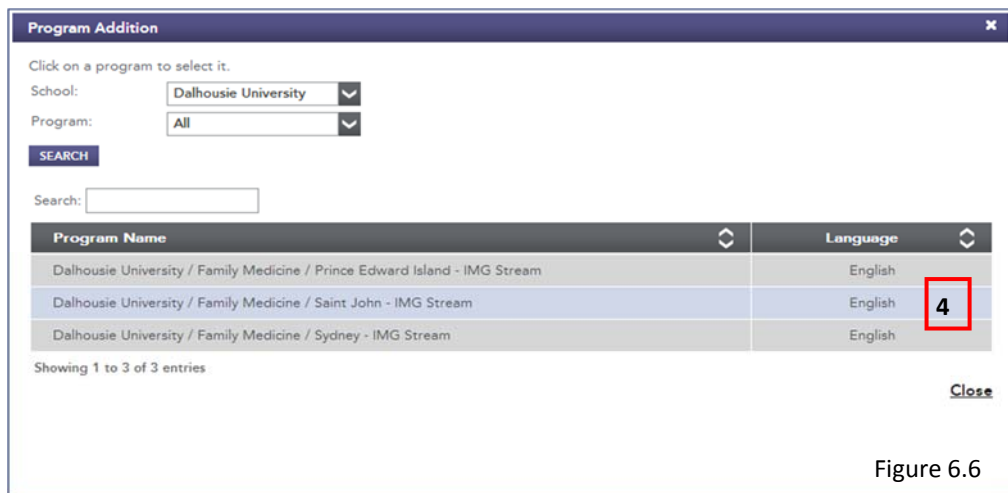 Program Addition ×
Click on a program to select it.
School: Dalhousie University
Program: All
SEARCH
Search:
Program Name Language
Dalhousie University / Family Medicine / Prince Edward Island - IMG Stream English
Dalhousie University / Family Medicine / Saint John - IMG Stream English 4
Dalhousie University / Family Medicine / Sydney - IMG Stream English
Showing 1 to 3 of 3 entries
Close
Figure 6.6